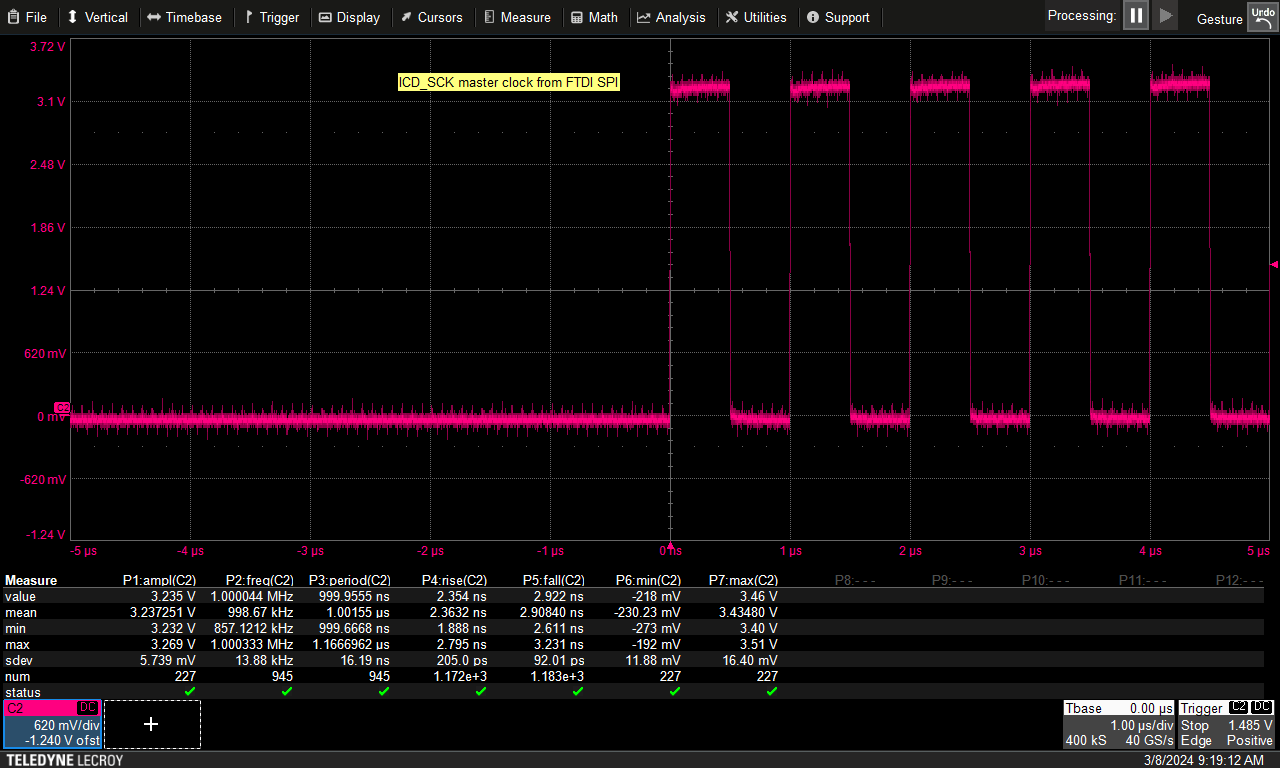 File Vertical Timebase Trigger Display Cursors Measure Math Analysis Utilities Support Processing: Gesture Undo
3.72 V
ICD_SCK master clock from FTDI SPI
3.1 V
2.48 V
1.86 V
1.24 V
620 mV
C2
0 mV
-620 mV
-1.24 V
-5 µs -4 µs -3 µs -2 µs -1 µs 0 ns 1 µs 2 µs 3 µs 4 µs 5 µs
Measure P1:ampl(C2) P2:freq(C2) P3:period(C2) P4:rise(C2) P5:fall(C2) P6:min(C2) P7:max(C2) P8:- - - P9:- - - P10:- - - P11:- - - P12:- - -
value 3.235 V 1.000044 MHz 999.9555 ns 2.354 ns 2.922 ns -218 mV 3.46 V
mean 3.237251 V 998.67 kHz 1.00155 µs 2.3632 ns 2.90840 ns -230.23 mV 3.43480 V
min 3.232 V 857.1212 kHz 999.6668 ns 1.888 ns 2.611 ns -273 mV 3.40 V
max 3.269 V 1.000333 MHz 1.1666962 µs 2.795 ns 3.231 ns -192 mV 3.51 V
sdev 5.739 mV 13.88 kHz 16.19 ns 205.0 ps 92.01 ps 11.88 mV 16.40 mV
num 227 945 945 1.172e+3 1.183e+3 227 227
status
C2 DC
620 mV/div
-1.240 V ofst
Tbase 0.00 µs
1.00 µs/div
400 kS 40 GS/s
Trigger C2 DC
Stop 1.485 V
Edge Positive
TELEDYNE LECROY
3/8/2024 9:19:12 AM